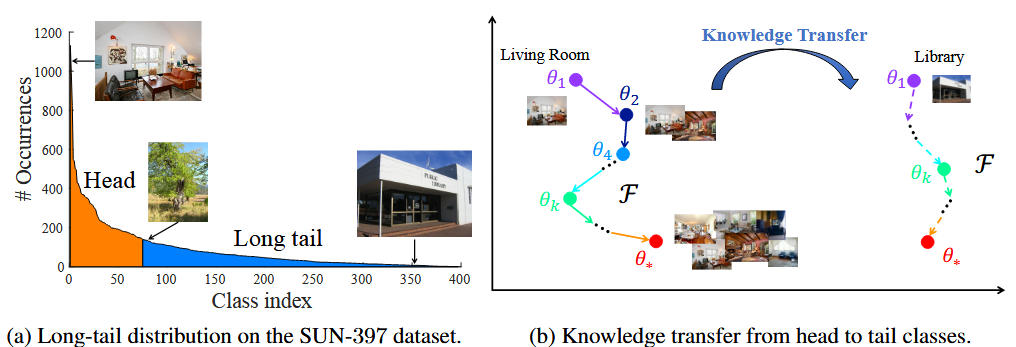 1200
1000
800
600
400
200
0
# Occurrences
Head
Long tail
PUBLIC
LIBRARY
0 50 100 150 200 250 300 350 400
Class index
(a) Long-tail distribution on the SUN-397 dataset.
Knowledge Transfer
Living Room
Library
θ₁
θ₂
θ₄
θₖ
ℱ
θ*
θ₁
θₖ
ℱ
θ*
(b) Knowledge transfer from head to tail classes.